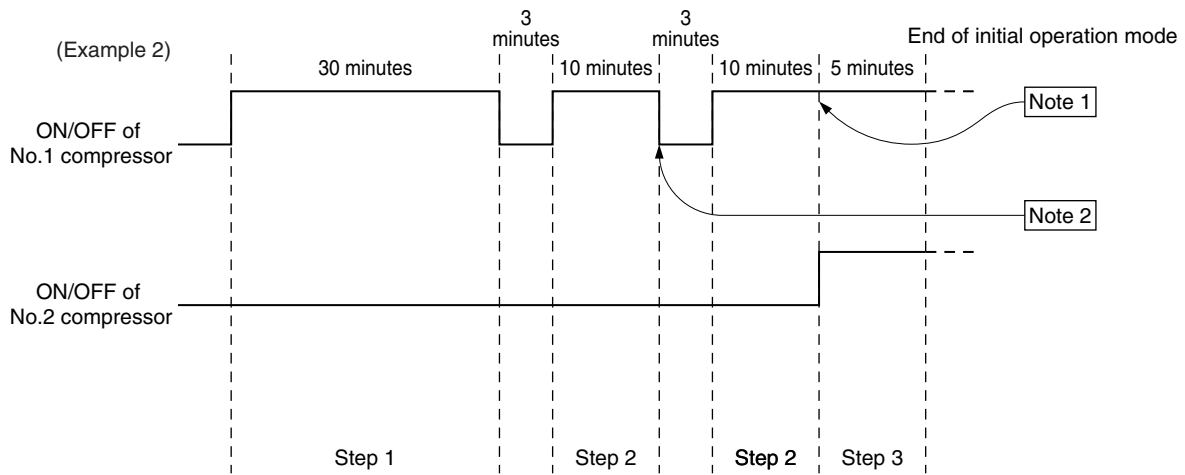 (Example 2)
3
minutes
3
minutes
End of initial operation mode
30 minutes
10 minutes
10 minutes
5 minutes
Note 1
ON/OFF of
No.1 compressor
Note 2
ON/OFF of
No.2 compressor
Step 1
Step 2
Step 2
Step 3